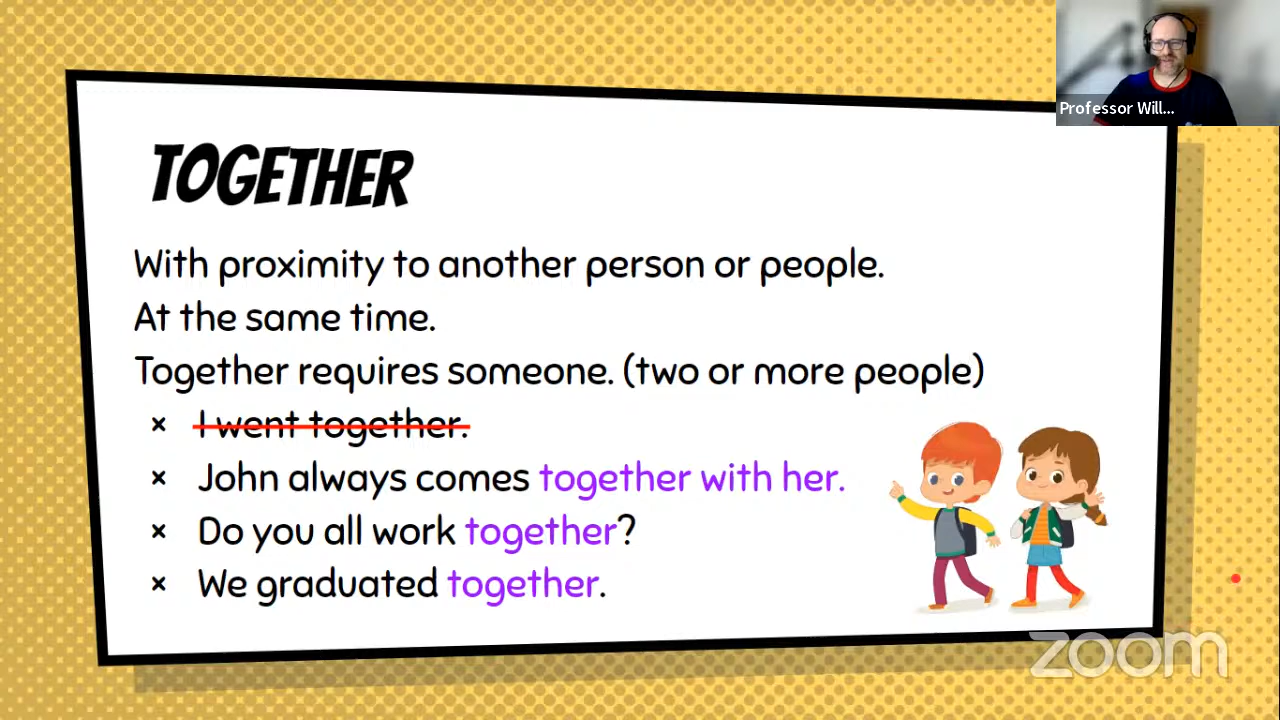 Professor Will...
TOGETHER
With proximity to another person or people.
At the same time.
Together requires someone. (two or more people)
× I went together.
× John always comes together with her.
× Do you all work together?
× We graduated together.
zoom